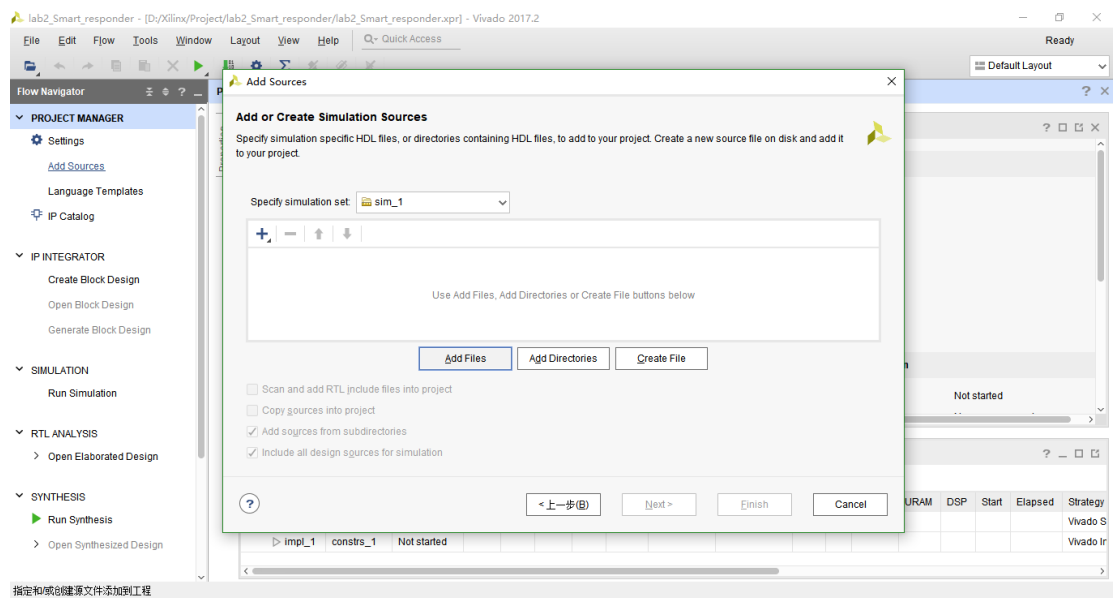 lab2_Smart_responder - [D:/Xilinx/Project/lab2_Smart_responder/lab2_Smart_responder.xpr] - Vivado 2017.2
File Edit Flow Tools Window Layout View Help Quick Access Ready
Default Layout
Flow Navigator
PROJECT MANAGER
Settings
Add Sources
Language Templates
IP Catalog
IP INTEGRATOR
Create Block Design
Open Block Design
Generate Block Design
SIMULATION
Run Simulation
RTL ANALYSIS
Open Elaborated Design
SYNTHESIS
Run Synthesis
Open Synthesized Design
Add Sources
Add or Create Simulation Sources
Specify simulation specific HDL files, or directories containing HDL files, to add to your project. Create a new source file on disk and add it
to your project.
Specify simulation set: sim_1
Use Add Files, Add Directories or Create File buttons below
Add Files Add Directories Create File
Scan and add RTL include files into project
Copy sources into project
Add sources from subdirectories
Include all design sources for simulation
? <上一步(B) Next > Finish Cancel
Not started
URAM DSP Start Elapsed Strategy
Vivado S
impl_1 constrs_1 Not started Vivado Ir
指定和/或创建源文件添加到工程